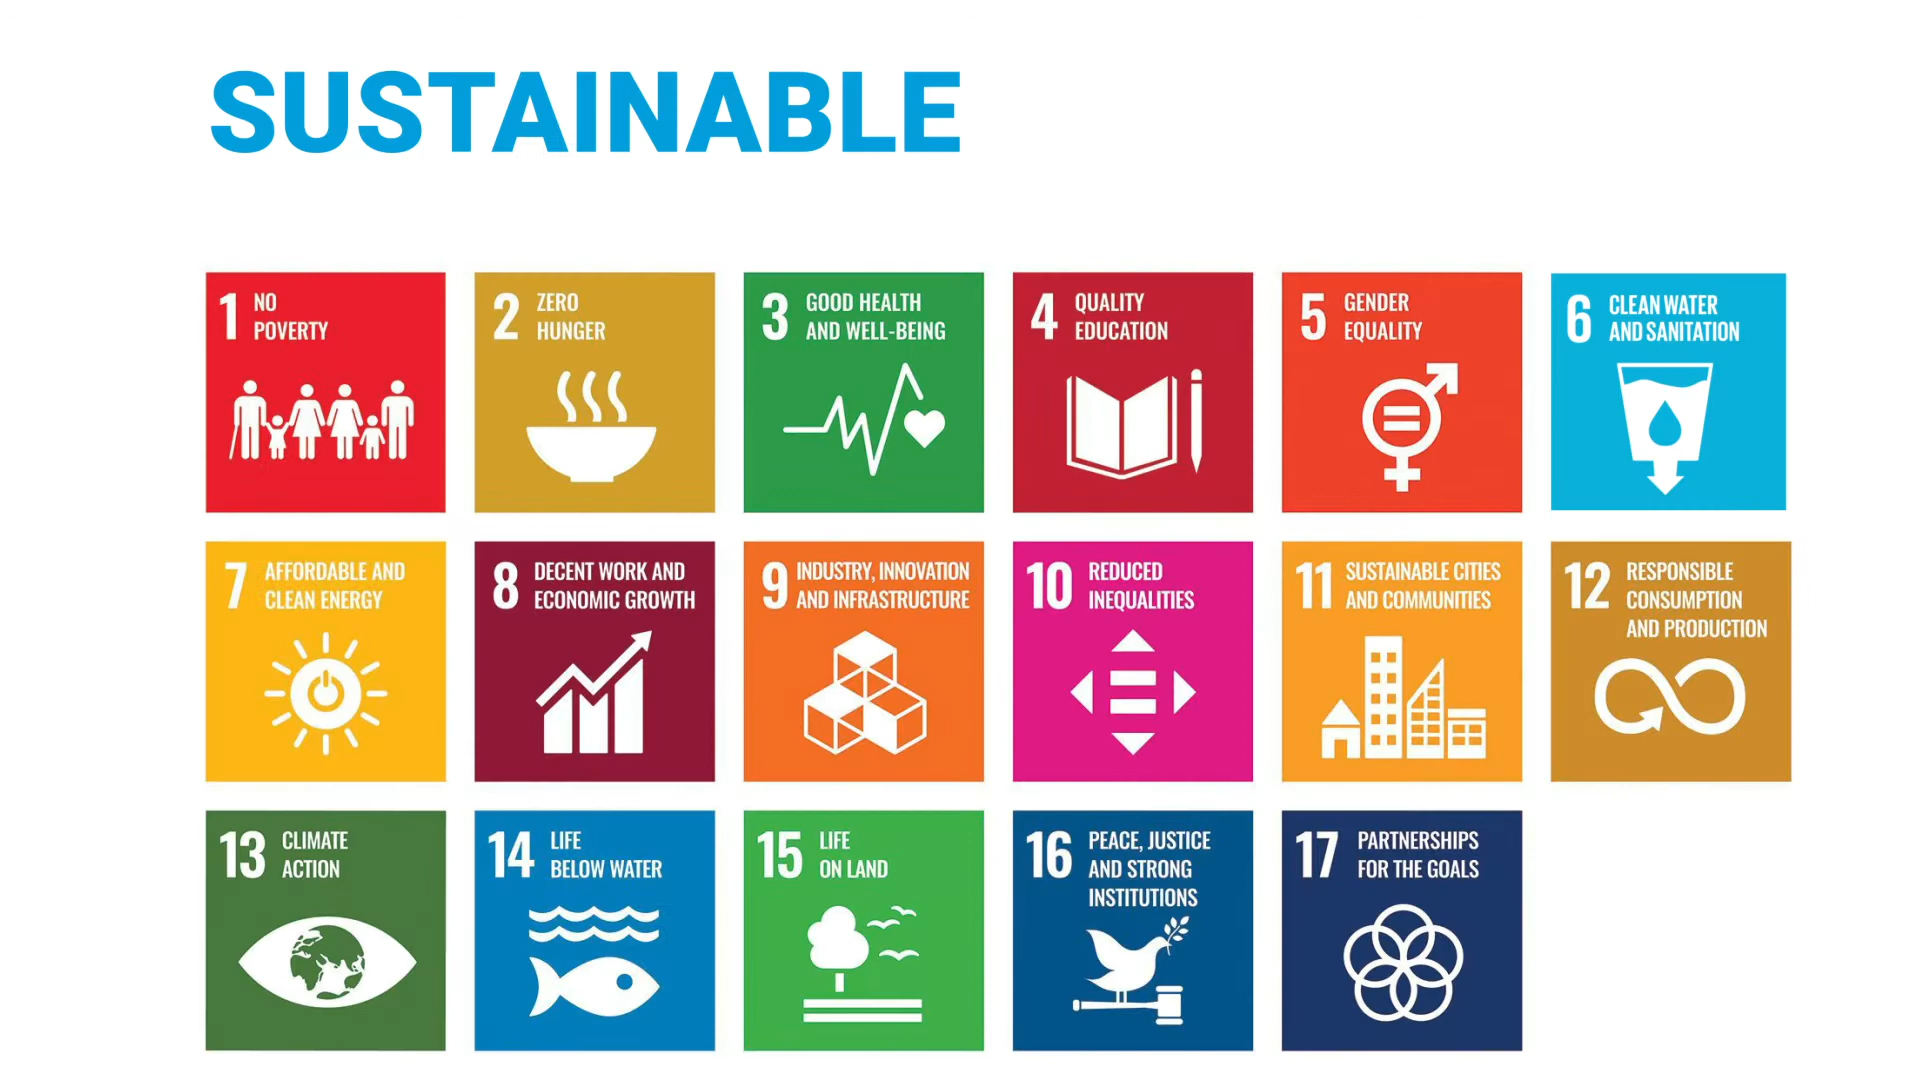 SUSTAINABLE
1 NO
POVERTY
2 ZERO
HUNGER
3 GOOD HEALTH
AND WELL-BEING
4 QUALITY
EDUCATION
5 GENDER
EQUALITY
6 CLEAN WATER
AND SANITATION
7 AFFORDABLE AND
CLEAN ENERGY
8 DECENT WORK AND
ECONOMIC GROWTH
9 INDUSTRY, INNOVATION
AND INFRASTRUCTURE
10 REDUCED
INEQUALITIES
11 SUSTAINABLE CITIES
AND COMMUNITIES
12 RESPONSIBLE
CONSUMPTION
AND PRODUCTION
13 CLIMATE
ACTION
14 LIFE
BELOW WATER
15 LIFE
ON LAND
16 PEACE, JUSTICE
AND STRONG
INSTITUTIONS
17 PARTNERSHIPS
FOR THE GOALS